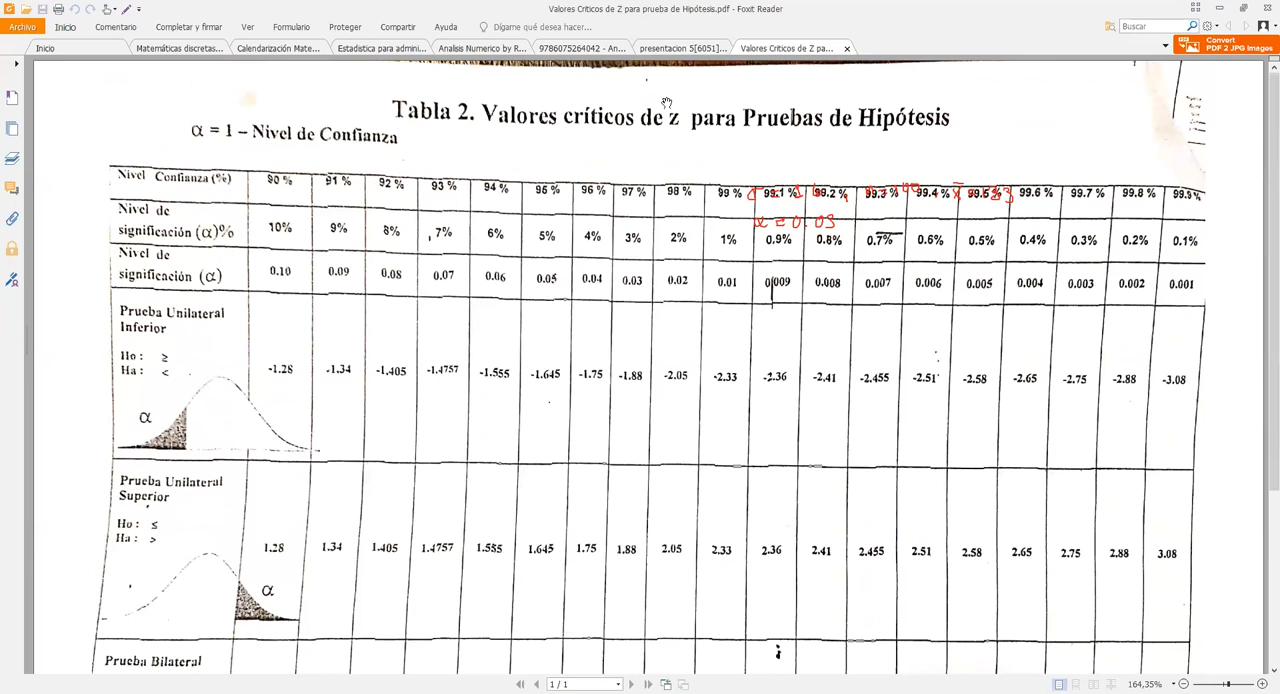 Valores Criticos de Z para prueba de Hipótesis.pdf - Foxit Reader
Archivo Inicio Comentario Completar y firmar Ver Formulario Proteger Compartir Ayuda Dígame qué desea hacer... Buscar
Convert PDF 2 JPG Images
Inicio Matemáticas discretas... Calendarización Mate... Estadistica para admini... Analisis Numerico by R... 9786075264042 - An... presentacion 5[6051]... Valores Criticos de Z pa...
Tabla 2. Valores críticos de z para Pruebas de Hipótesis
α = 1 – Nivel de Confianza
Nivel Confianza (%) 90 % 91 % 92 % 93 % 94 % 95 % 96 % 97 % 98 % 99 % 99.1 % 99.2 % 99.3 % 99.4 % 99.5 % 99.6 % 99.7 % 99.8 % 99.9%
α = 0.03
Nivel de
significación (α)% 10% 9% 8% 7% 6% 5% 4% 3% 2% 1% 0.9% 0.8% 0.7% 0.6% 0.5% 0.4% 0.3% 0.2% 0.1%
Nivel de
significación (α) 0.10 0.09 0.08 0.07 0.06 0.05 0.04 0.03 0.02 0.01 0.009 0.008 0.007 0.006 0.005 0.004 0.003 0.002 0.001
Prueba Unilateral
Inferior
Ho: ≥
Ha: <
-1.28 -1.34 -1.405 -1.4757 -1.555 -1.645 -1.75 -1.88 -2.05 -2.33 -2.36 -2.41 -2.455 -2.51 -2.58 -2.65 -2.75 -2.88 -3.08
α
Prueba Unilateral
Superior
Ho: ≤
Ha: >
1.28 1.34 1.405 1.4757 1.555 1.645 1.75 1.88 2.05 2.33 2.36 2.41 2.455 2.51 2.58 2.65 2.75 2.88 3.08
α
Prueba Bilateral
1 / 1
164,35%